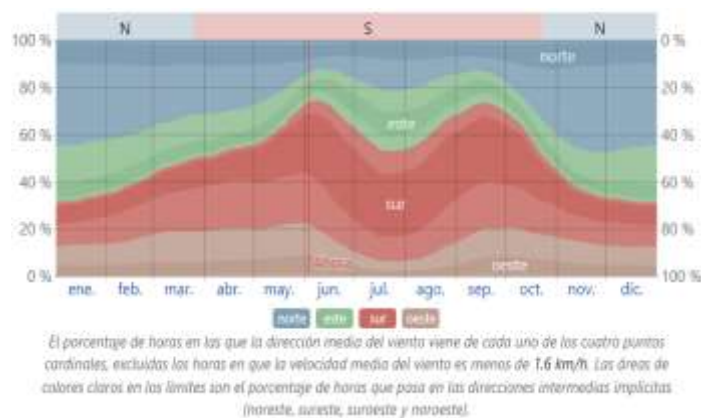 N S N
100 % 0 %
norte
80 % 20 %
60 % 40 %
este
40 % 60 %
sur
20 % 80 %
Ahora oeste
0 % 100 %
ene. feb. mar. abr. may. jun. jul. ago. sep. oct. nov. dic.
norte este sur oeste
El porcentaje de horas en las que la dirección media del viento viene de cada uno de los cuatro puntos
cardinales, excluidas las horas en que la velocidad media del viento es menos de 1.6 km/h. Las áreas de
colores claros en los límites son el porcentaje de horas que pasa en las direcciones intermedias implícitas
(noreste, sureste, suroeste y noroeste).